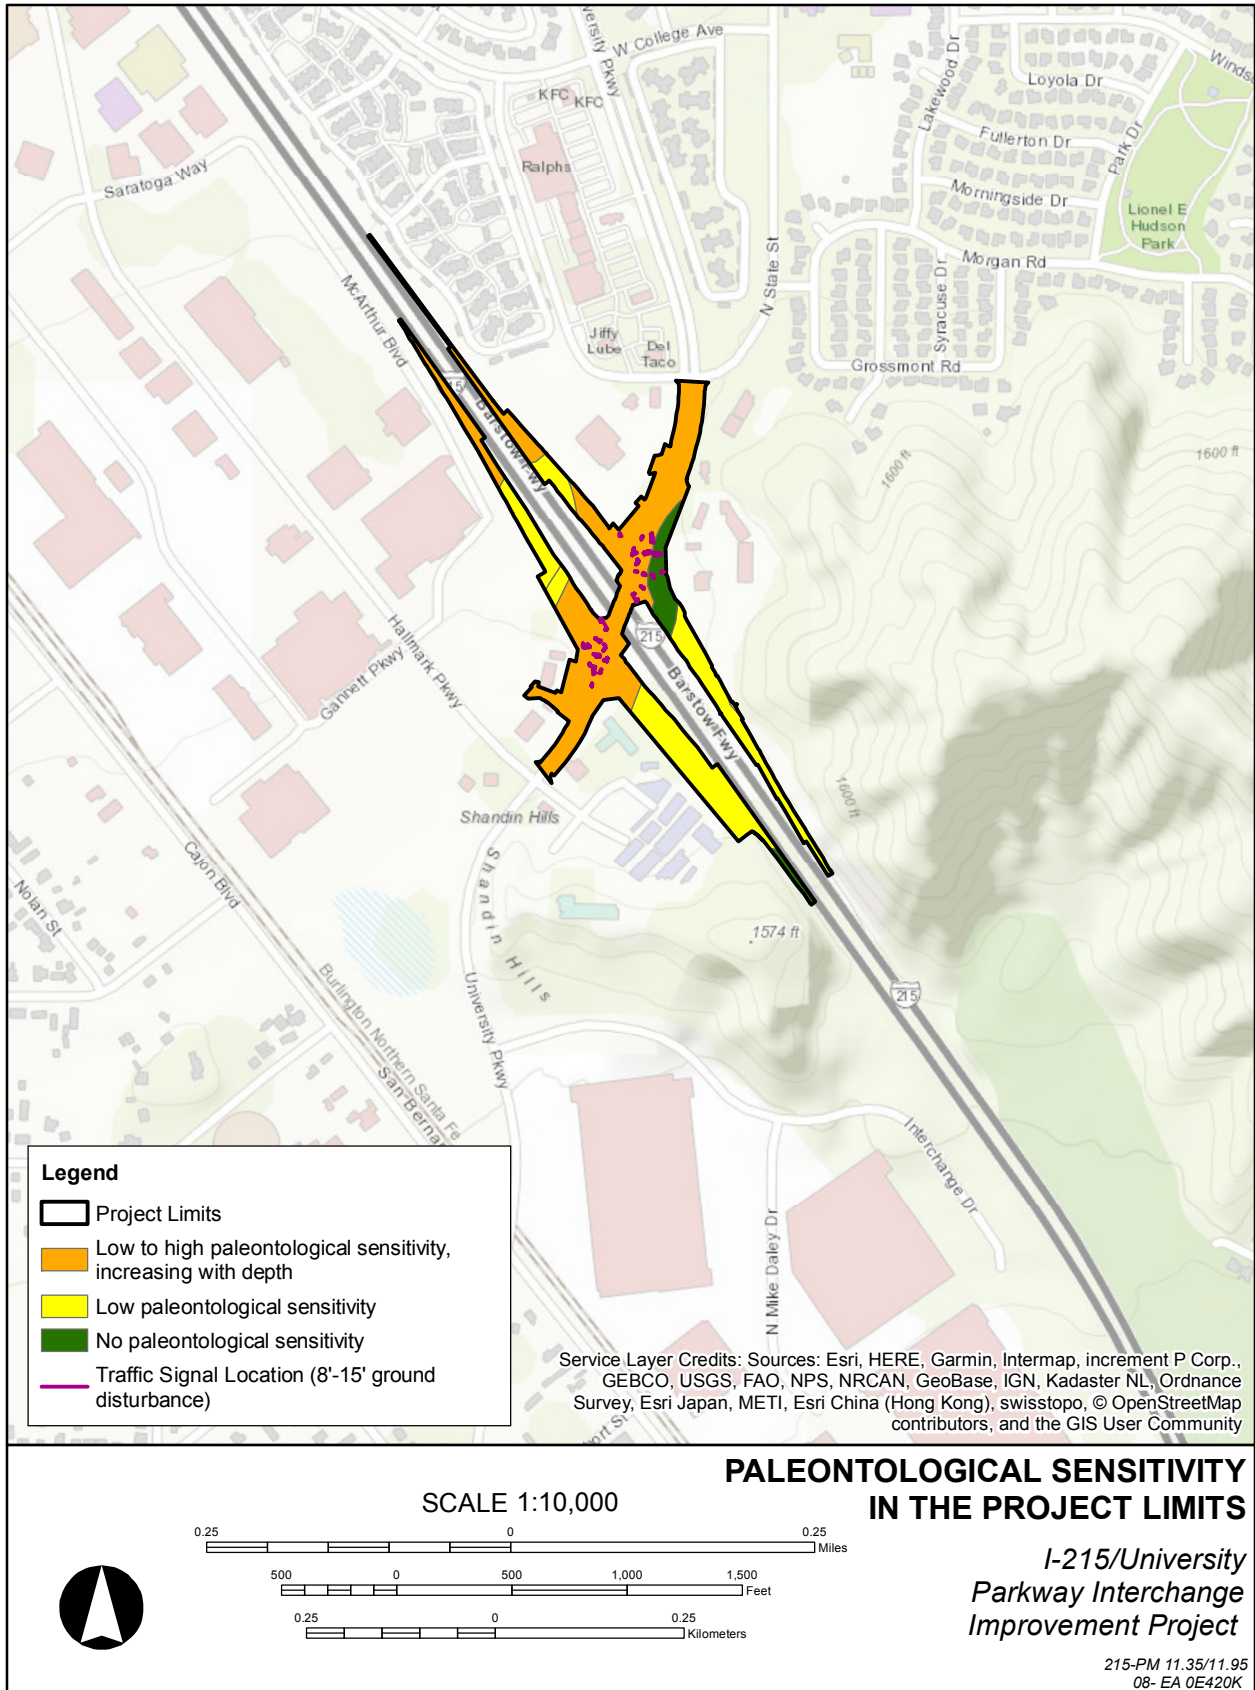 W College Ave
versity Pkwy
KFC
KFC
Ralphs
Saratoga Way
Lakewood Dr
Loyola Dr
Winds
Fullerton Dr
Park Dr
Morningside Dr
Lionel E
Hudson
Park
Morgan Rd
N State St
Syracuse Dr
Grossmont Rd
McArthur Blvd
Jiffy
Lube
Del
Taco
15
Barstow Fwy
1600 ft
1600 ft
Hallmark Pkwy
Gannett Pkwy
215
Barstow Fwy
1600 ft
Shandin Hills
Cajon Blvd
Nolan St
Shandin Hills
1574 ft
University Pkwy
215
Burlington Northern Santa Fe
San Bernar
Interchange Dr
N Mike Daley Dr
port S
Legend
Project Limits
Low to high paleontological sensitivity,
increasing with depth
Low paleontological sensitivity
No paleontological sensitivity
Traffic Signal Location (8'-15' ground
disturbance)
Service Layer Credits: Sources: Esri, HERE, Garmin, Intermap, increment P Corp.,
GEBCO, USGS, FAO, NPS, NRCAN, GeoBase, IGN, Kadaster NL, Ordnance
Survey, Esri Japan, METI, Esri China (Hong Kong), swisstopo, © OpenStreetMap
contributors, and the GIS User Community
PALEONTOLOGICAL SENSITIVITY
IN THE PROJECT LIMITS
SCALE 1:10,000
0.25 0 0.25
Miles
500 0 500 1,000 1,500
Feet
0.25 0 0.25
Kilometers
I-215/University
Parkway Interchange
Improvement Project
215-PM 11.35/11.95
08- EA 0E420K